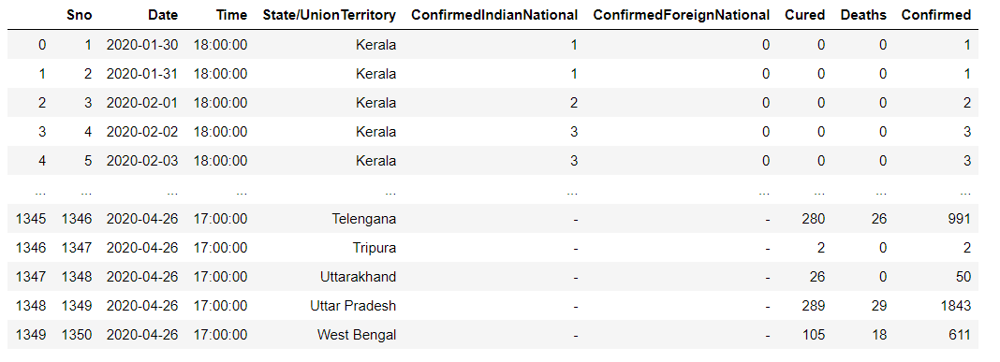 Sno Date Time State/UnionTerritory ConfirmedIndianNational ConfirmedForeignNational Cured Deaths Confirmed
0 1 2020-01-30 18:00:00 Kerala 1 0 0 0 1
1 2 2020-01-31 18:00:00 Kerala 1 0 0 0 1
2 3 2020-02-01 18:00:00 Kerala 2 0 0 0 2
3 4 2020-02-02 18:00:00 Kerala 3 0 0 0 3
4 5 2020-02-03 18:00:00 Kerala 3 0 0 0 3
... ... ... ... ... ... ... ... ... ...
1345 1346 2020-04-26 17:00:00 Telengana - - 280 26 991
1346 1347 2020-04-26 17:00:00 Tripura - - 2 0 2
1347 1348 2020-04-26 17:00:00 Uttarakhand - - 26 0 50
1348 1349 2020-04-26 17:00:00 Uttar Pradesh - - 289 29 1843
1349 1350 2020-04-26 17:00:00 West Bengal - - 105 18 611